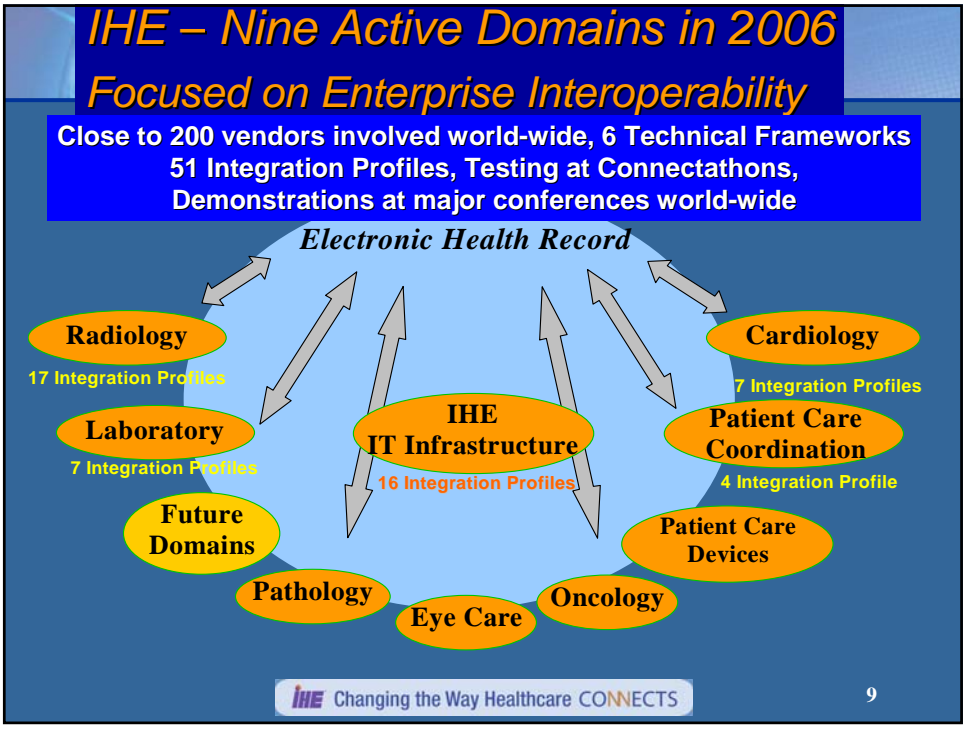 IHE – Nine Active Domains in 2006
Focused on Enterprise Interoperability
Close to 200 vendors involved world-wide, 6 Technical Frameworks
51 Integration Profiles, Testing at Connectathons,
Demonstrations at major conferences world-wide
Electronic Health Record
Radiology
17 Integration Profiles
Cardiology
7 Integration Profiles
Laboratory
7 Integration Profiles
IHE
IT Infrastructure
16 Integration Profiles
Patient Care
Coordination
4 Integration Profile
Future
Domains
Patient Care
Devices
Pathology
Eye Care
Oncology
IHE Changing the Way Healthcare CONNECTS
9